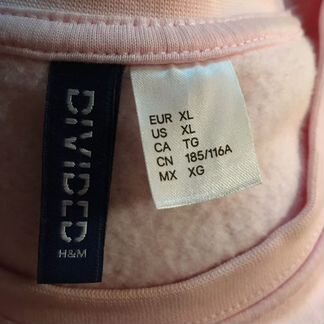 DIVIDED
H&M
EUR XL
US XL
CA TG
CN 185/116A
MX XG